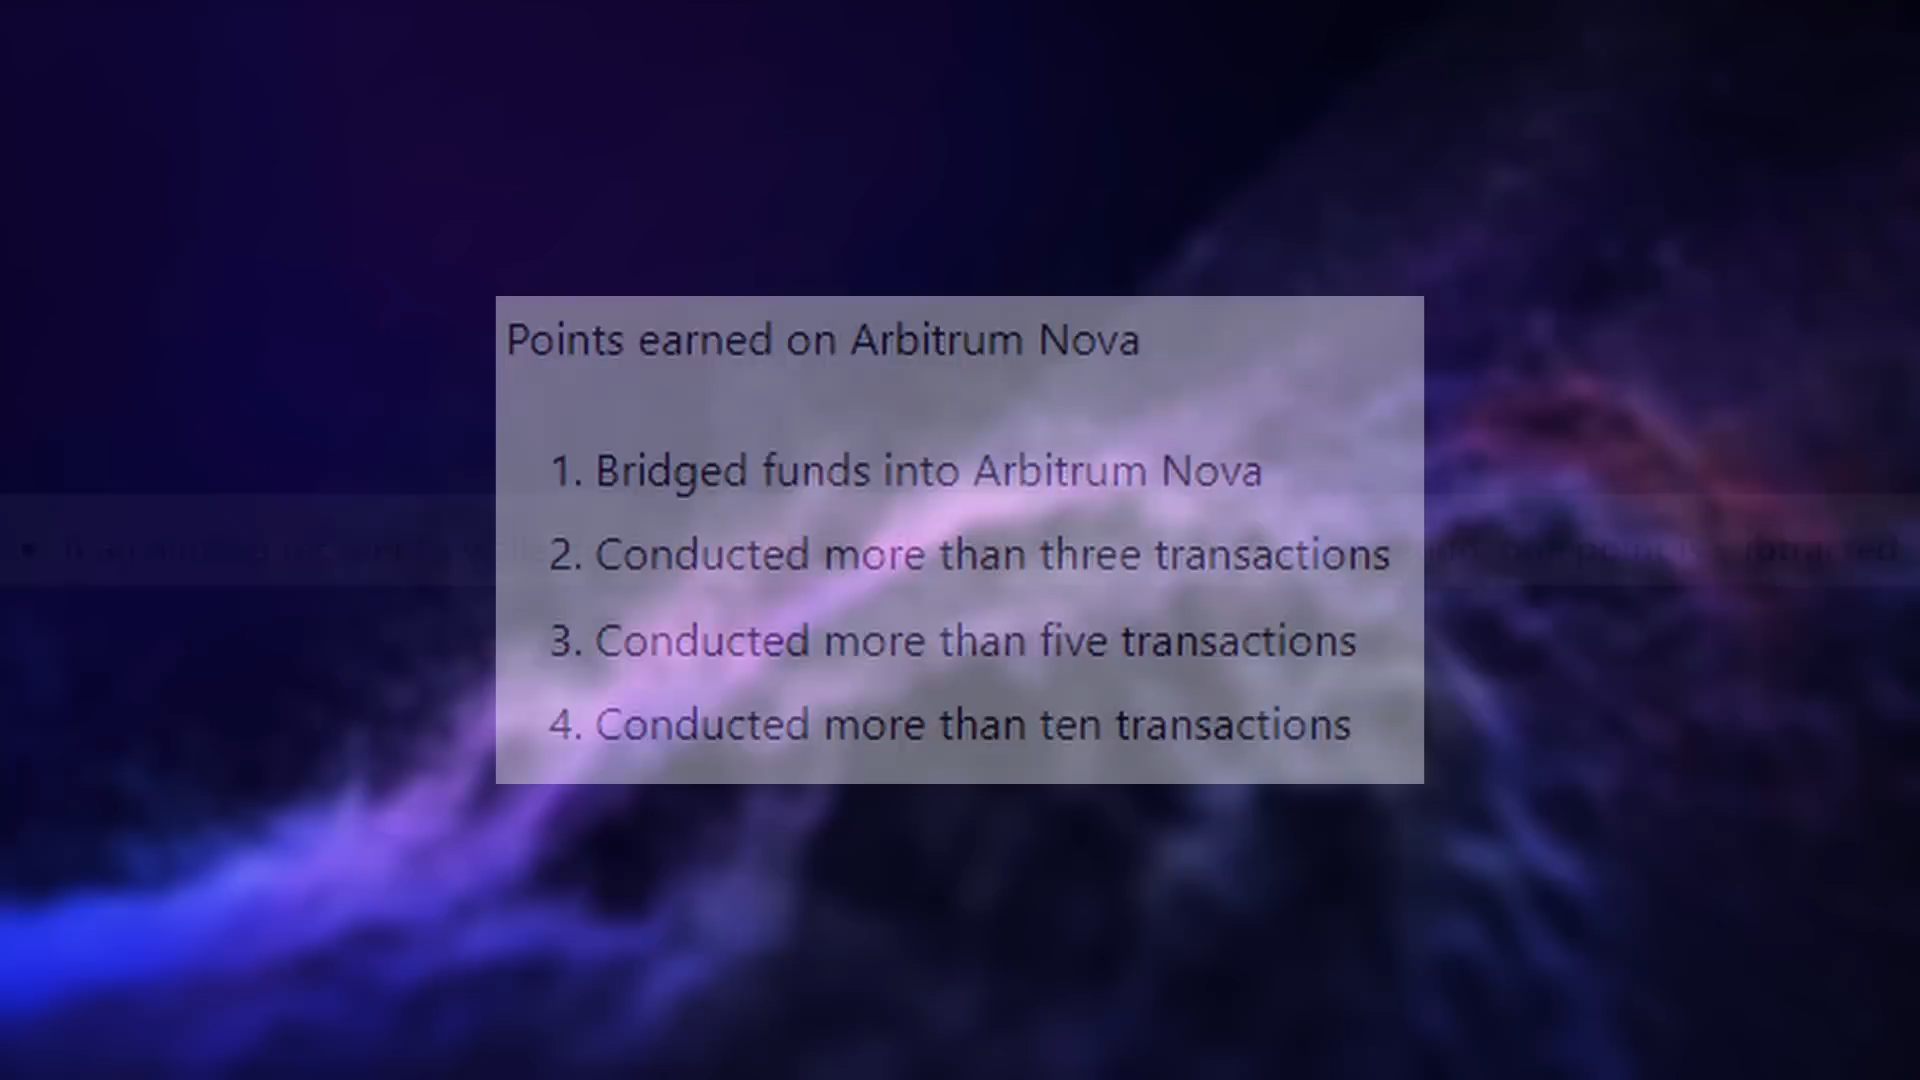 Points earned on Arbitrum Nova
1. Bridged funds into Arbitrum Nova
2. Conducted more than three transactions
3. Conducted more than five transactions
4. Conducted more than ten transactions